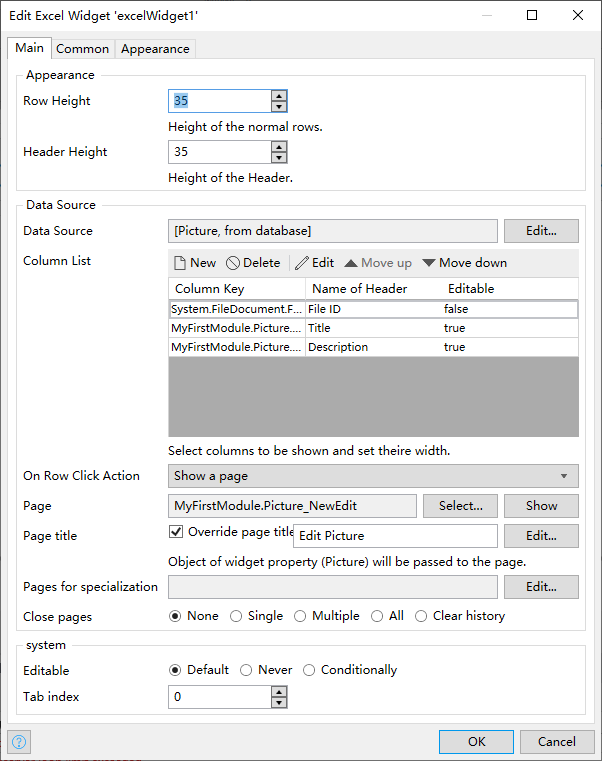 Edit Excel Widget 'excelWidget1'
Main Common Appearance
Appearance
Row Height 35
Height of the normal rows.
Header Height 35
Height of the Header.
Data Source
Data Source [Picture, from database] Edit...
Column List New Delete Edit Move up Move down
Column Key Name of Header Editable
System.FileDocument.F... File ID false
MyFirstModule.Picture.... Title true
MyFirstModule.Picture.... Description true
Select columns to be shown and set theire width.
On Row Click Action Show a page
Page MyFirstModule.Picture_NewEdit Select... Show
Page title Override page title Edit Picture Edit...
Object of widget property (Picture) will be passed to the page.
Pages for specialization Edit...
Close pages None Single Multiple All Clear history
system
Editable Default Never Conditionally
Tab index 0
? OK Cancel